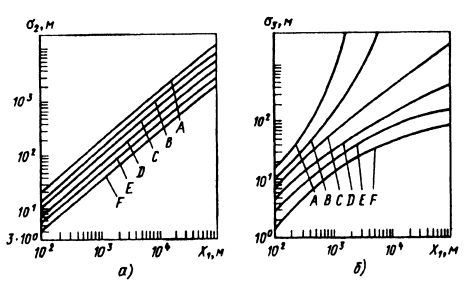 σ₂, м
σ₃, м
10³
10²
10¹
3·10⁰
10²
10¹
10⁰
A
B
C
D
E
F
A B C D E F
10² 10³ 10⁴ X₁, м
10² 10³ 10⁴ X₁, м
а)
б)